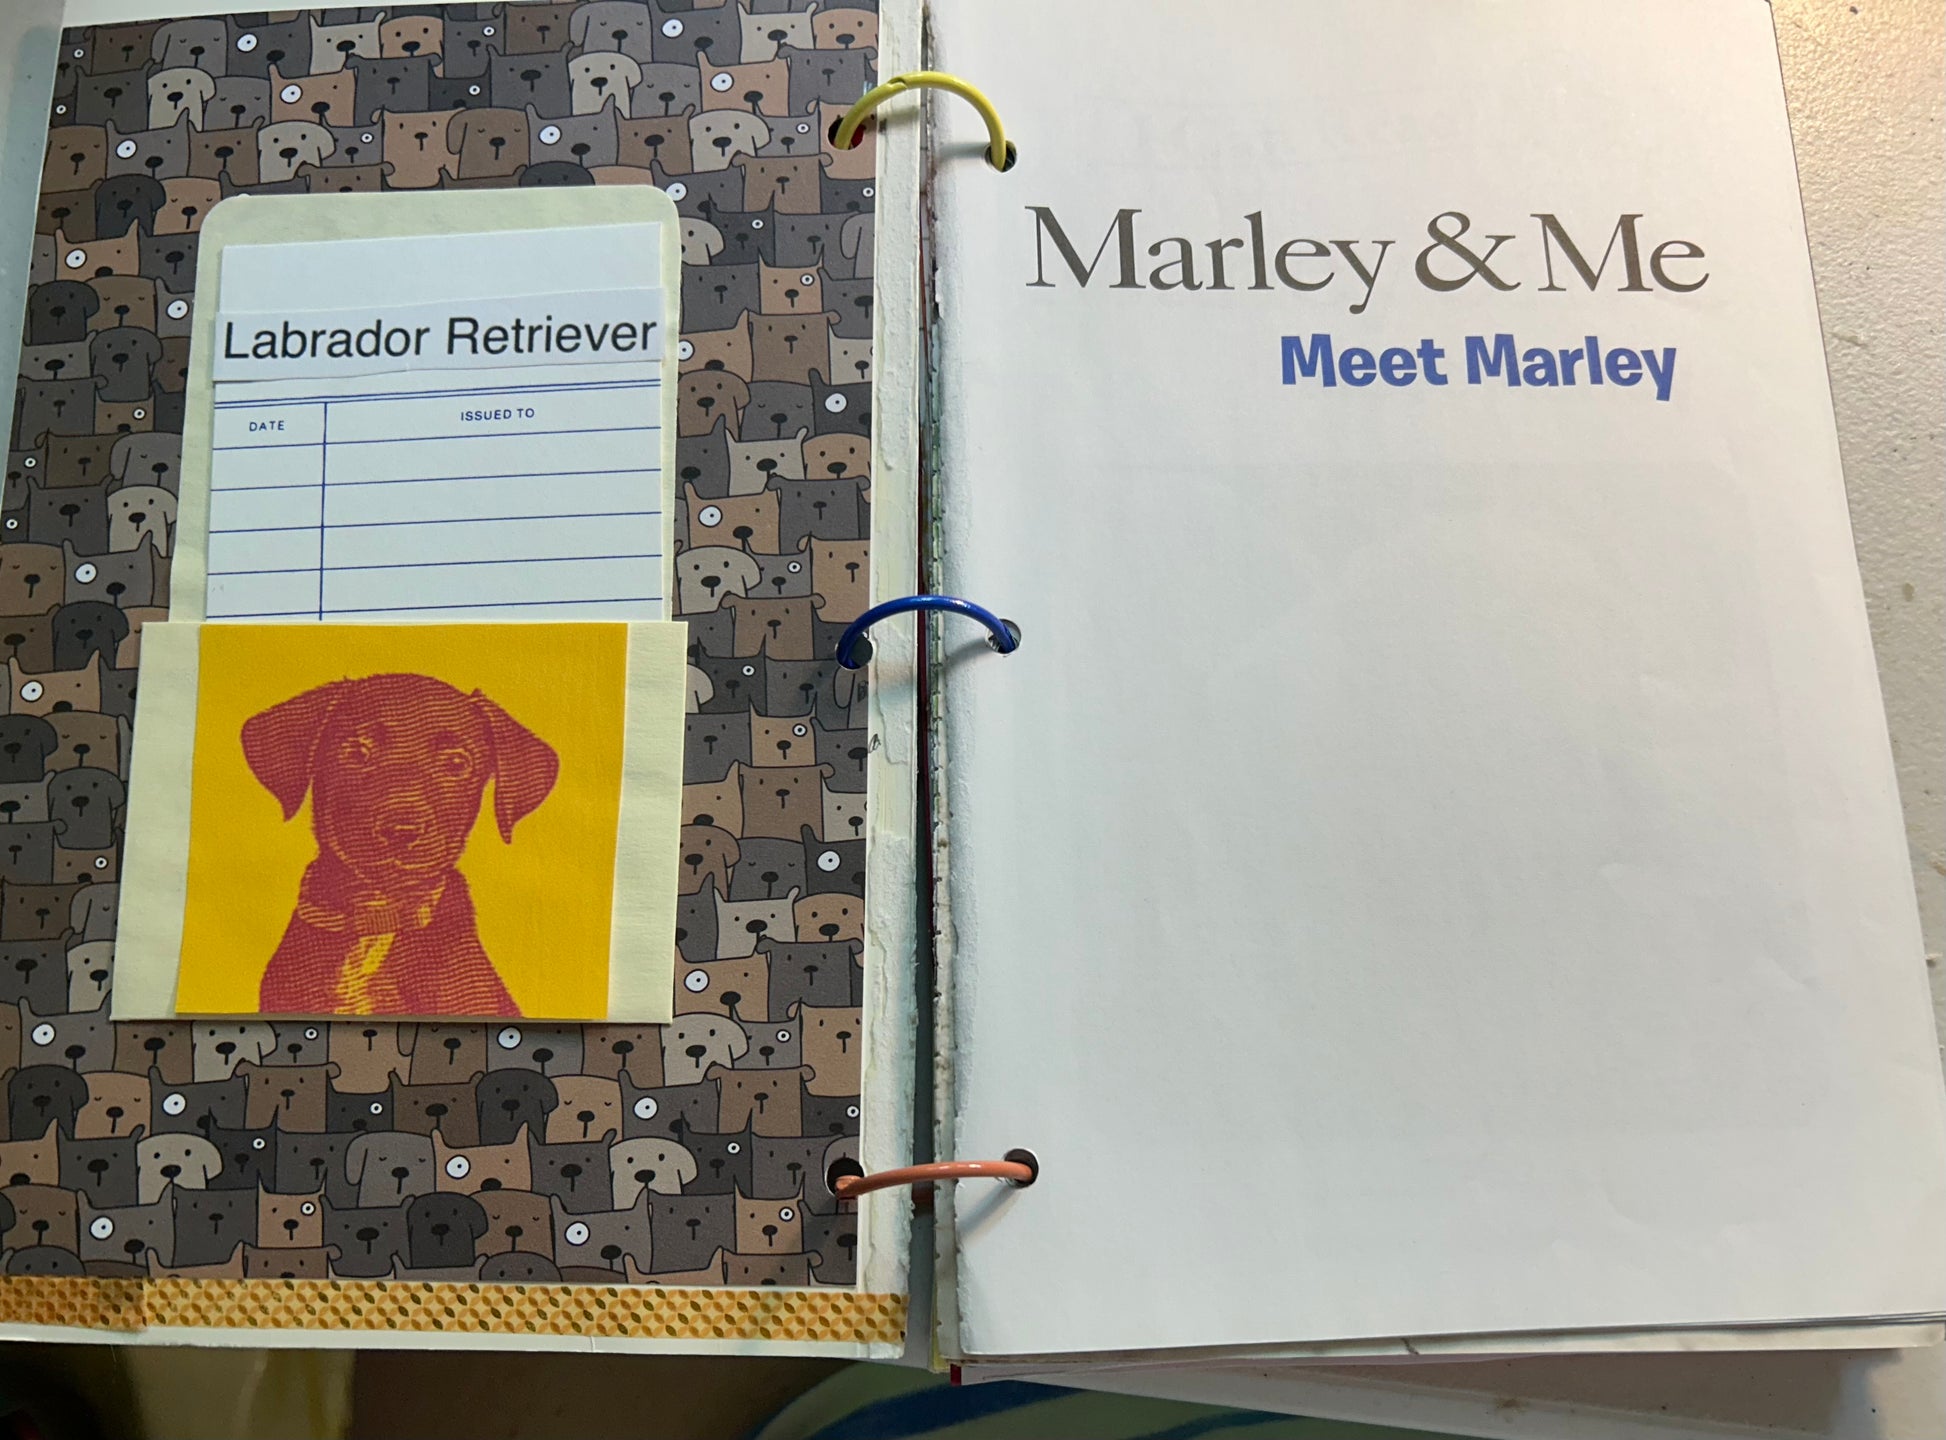 Labrador Retriever
DATE ISSUED TO
Marley & Me
Meet Marley